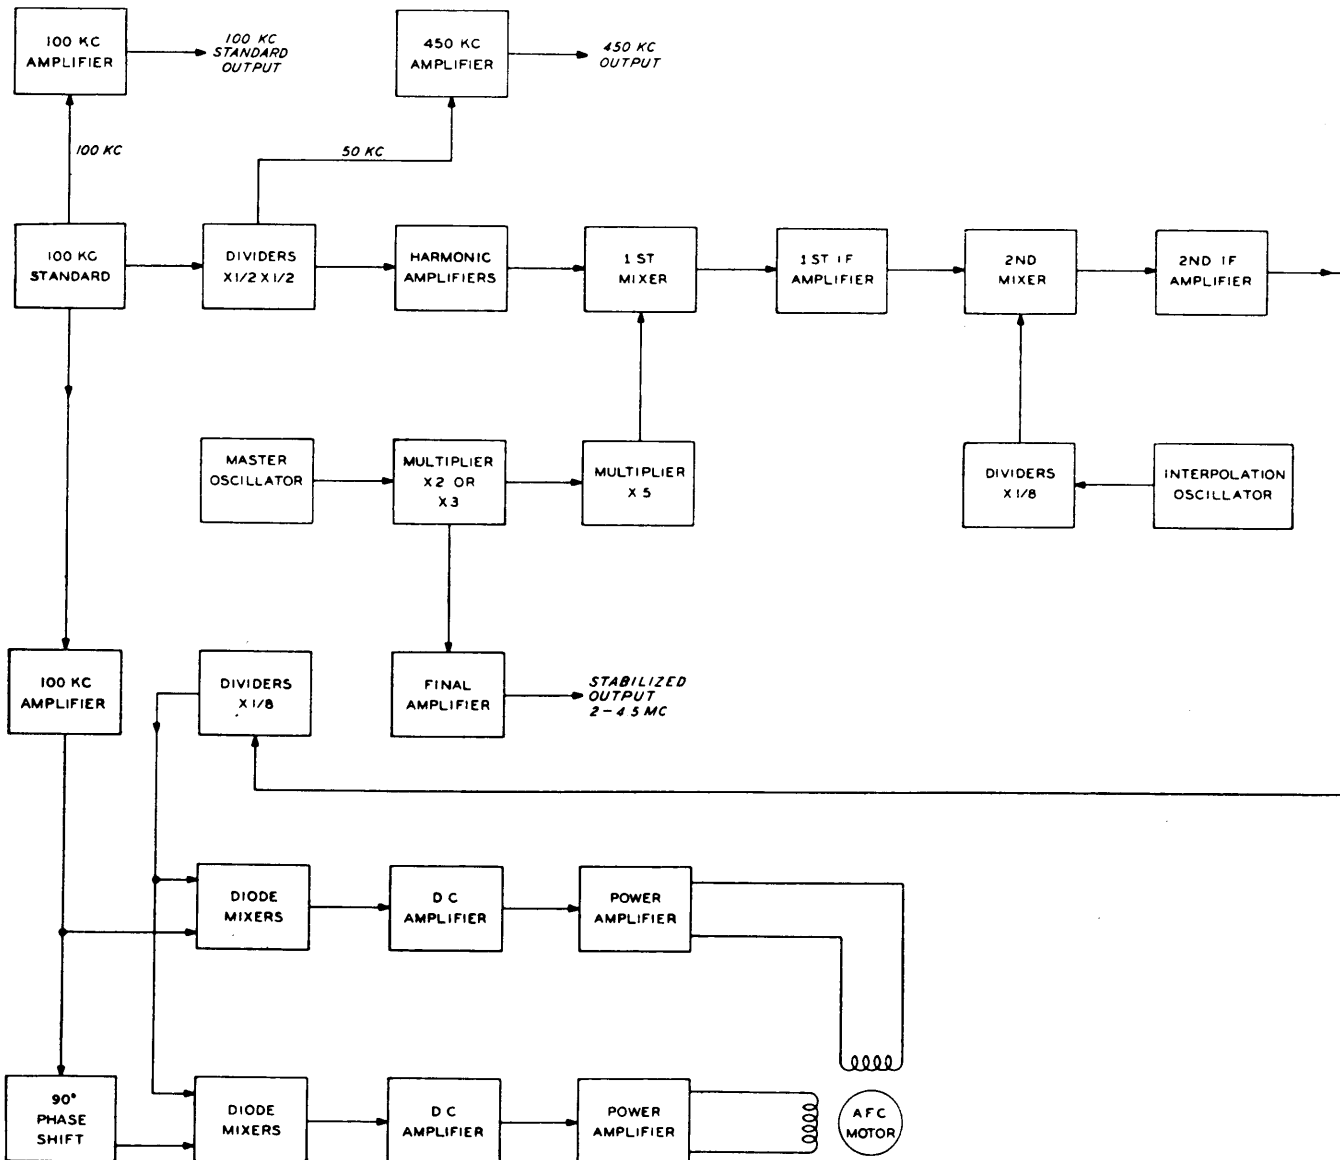 100 KC
AMPLIFIER
100 KC
STANDARD
OUTPUT
450 KC
AMPLIFIER
450 KC
OUTPUT
100 KC
50 KC
100 KC
STANDARD
DIVIDERS
X1/2 X1/2
HARMONIC
AMPLIFIERS
1 ST
MIXER
1 ST IF
AMPLIFIER
2ND
MIXER
2ND IF
AMPLIFIER
MASTER
OSCILLATOR
MULTIPLIER
X2 OR
X3
MULTIPLIER
X 5
DIVIDERS
X 1/8
INTERPOLATION
OSCILLATOR
100 KC
AMPLIFIER
DIVIDERS
X 1/8
FINAL
AMPLIFIER
STABILIZED
OUTPUT
2-4 5 MC
DIODE
MIXERS
D C
AMPLIFIER
POWER
AMPLIFIER
90°
PHASE
SHIFT
DIODE
MIXERS
D C
AMPLIFIER
POWER
AMPLIFIER
A F C
MOTOR